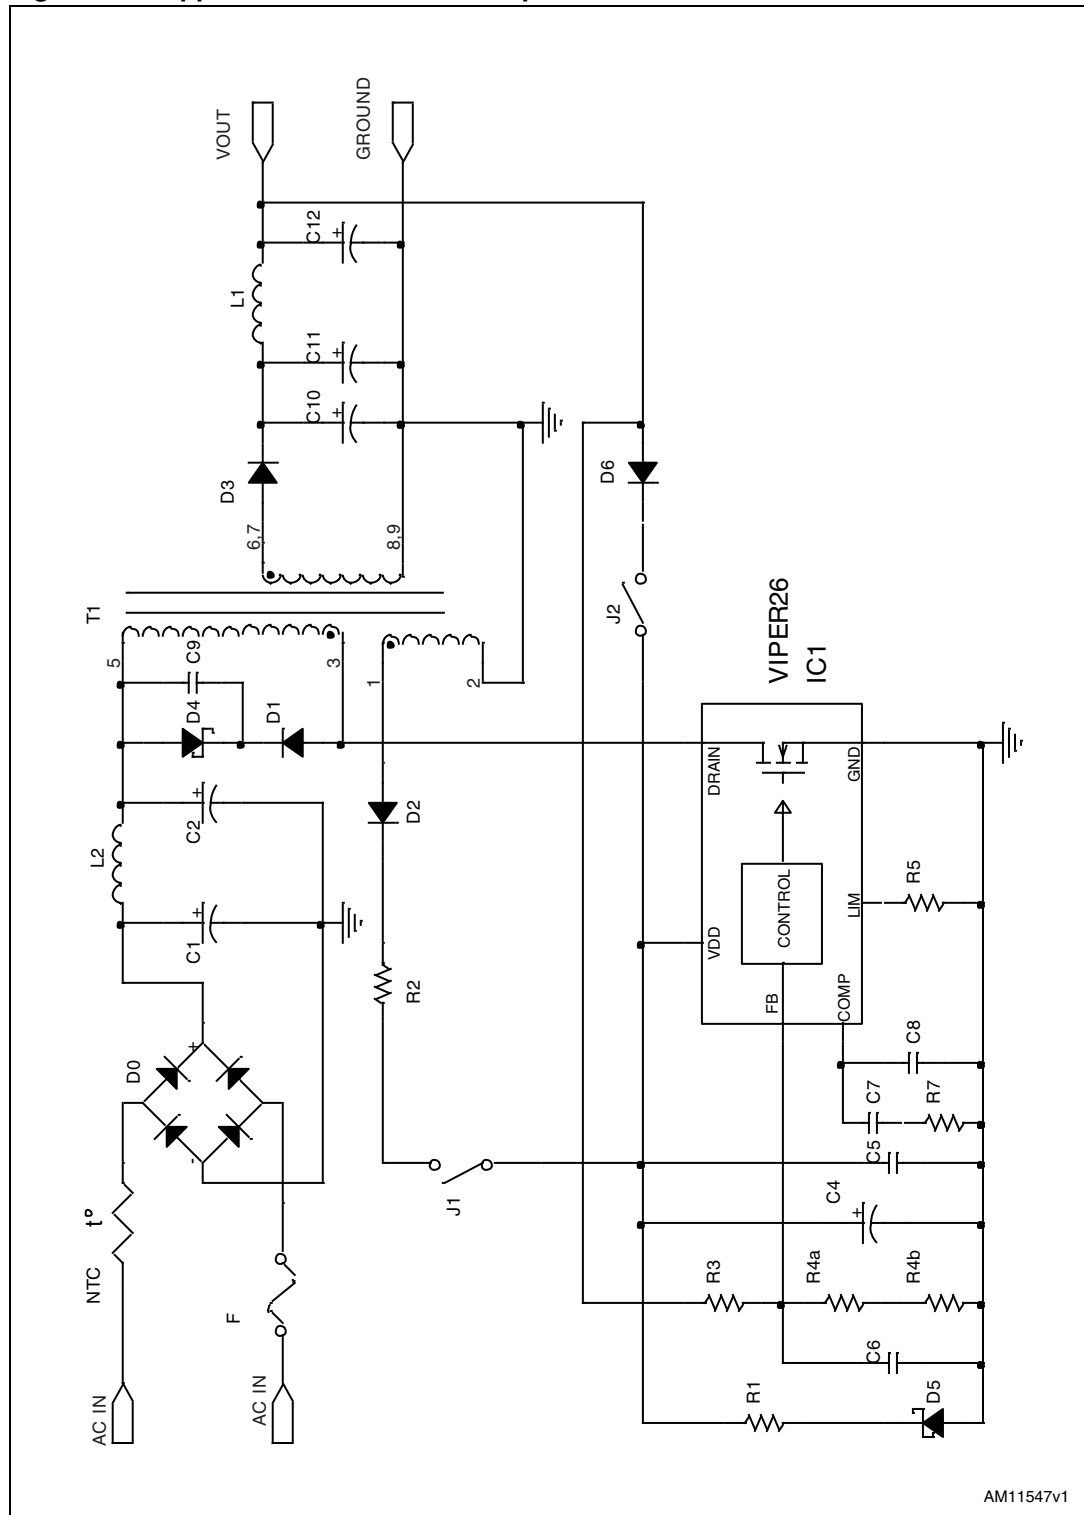 VOUT
GROUND
C12
L1
C11
C10
D3
6,7
8,9
D6
T1
5
C9
3
D4
D1
1
2
J2
VIPER26
IC1
C2
L2
C1
D2
R2
DRAIN
GND
VDD
CONTROL
LIM
R5
FB
COMP
C8
C7
R7
C5
C4
D0
J1
t°
NTC
F
R3
R4a
R4b
C6
R1
D5
AC IN
AC IN
AM11547v1